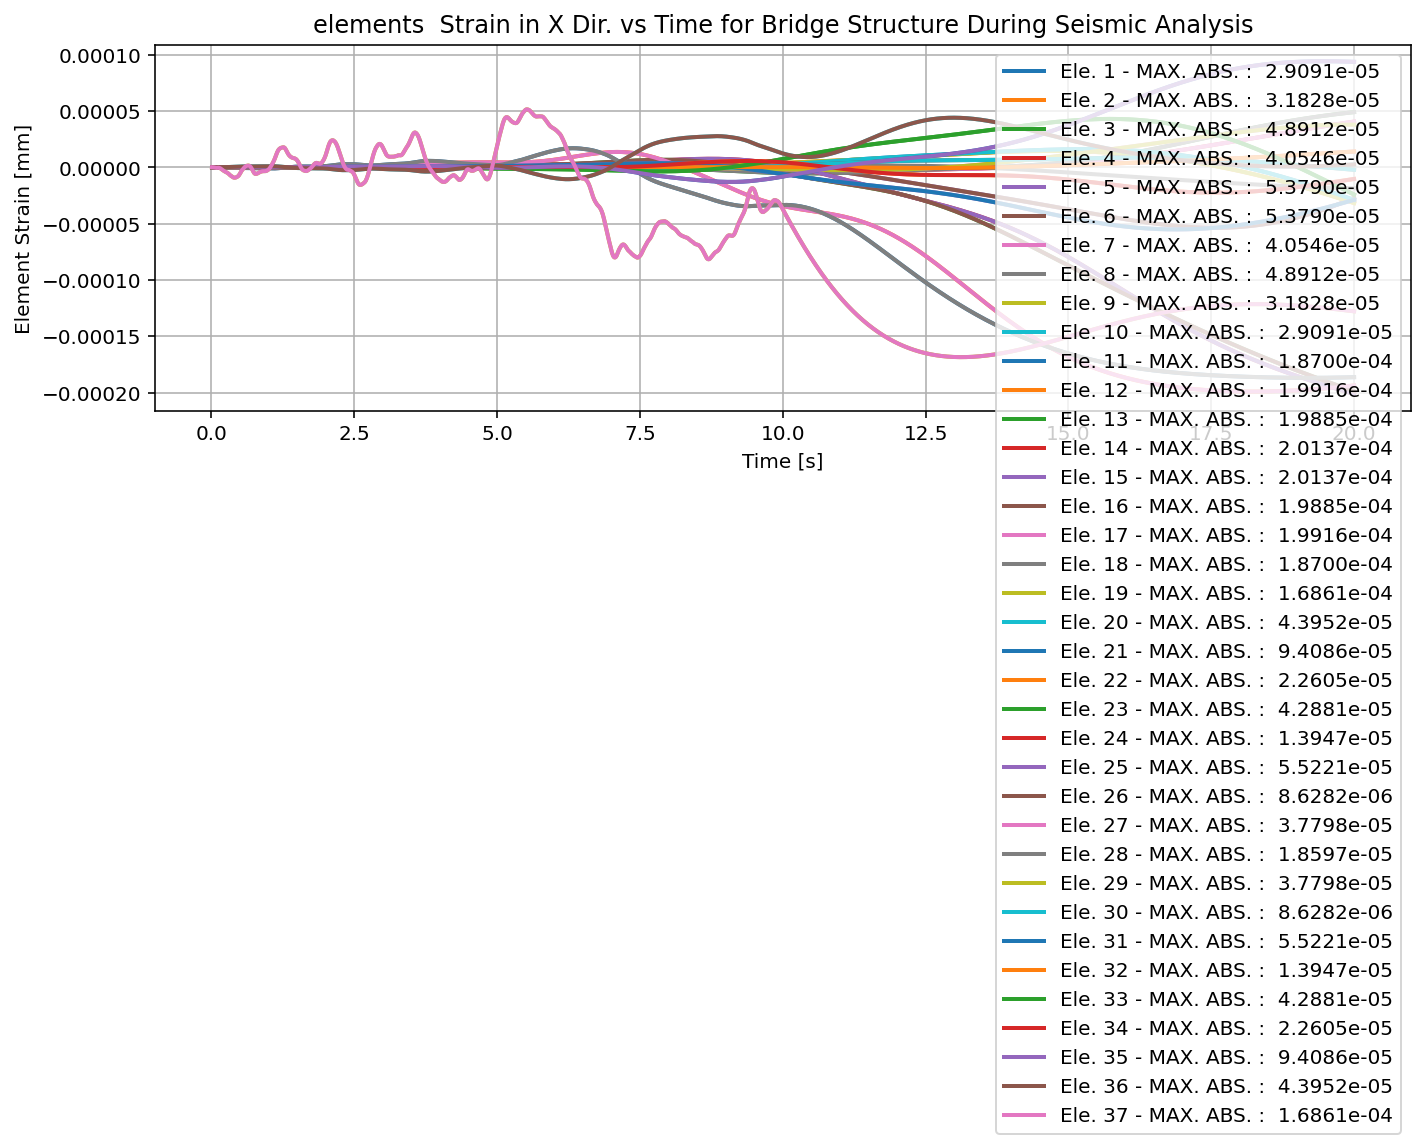 elements  Strain in X Dir. vs Time for Bridge Structure During Seismic Analysis
Element Strain [mm]
0.00010
0.00005
0.00000
−0.00005
−0.00010
−0.00015
−0.00020
0.0 2.5 5.0 7.5 10.0 12.5 15.0 17.5 20.0
Time [s]
Ele. 1 - MAX. ABS. :  2.9091e-05
Ele. 2 - MAX. ABS. :  3.1828e-05
Ele. 3 - MAX. ABS. :  4.8912e-05
Ele. 4 - MAX. ABS. :  4.0546e-05
Ele. 5 - MAX. ABS. :  5.3790e-05
Ele. 6 - MAX. ABS. :  5.3790e-05
Ele. 7 - MAX. ABS. :  4.0546e-05
Ele. 8 - MAX. ABS. :  4.8912e-05
Ele. 9 - MAX. ABS. :  3.1828e-05
Ele. 10 - MAX. ABS. :  2.9091e-05
Ele. 11 - MAX. ABS. :  1.8700e-04
Ele. 12 - MAX. ABS. :  1.9916e-04
Ele. 13 - MAX. ABS. :  1.9885e-04
Ele. 14 - MAX. ABS. :  2.0137e-04
Ele. 15 - MAX. ABS. :  2.0137e-04
Ele. 16 - MAX. ABS. :  1.9885e-04
Ele. 17 - MAX. ABS. :  1.9916e-04
Ele. 18 - MAX. ABS. :  1.8700e-04
Ele. 19 - MAX. ABS. :  1.6861e-04
Ele. 20 - MAX. ABS. :  4.3952e-05
Ele. 21 - MAX. ABS. :  9.4086e-05
Ele. 22 - MAX. ABS. :  2.2605e-05
Ele. 23 - MAX. ABS. :  4.2881e-05
Ele. 24 - MAX. ABS. :  1.3947e-05
Ele. 25 - MAX. ABS. :  5.5221e-05
Ele. 26 - MAX. ABS. :  8.6282e-06
Ele. 27 - MAX. ABS. :  3.7798e-05
Ele. 28 - MAX. ABS. :  1.8597e-05
Ele. 29 - MAX. ABS. :  3.7798e-05
Ele. 30 - MAX. ABS. :  8.6282e-06
Ele. 31 - MAX. ABS. :  5.5221e-05
Ele. 32 - MAX. ABS. :  1.3947e-05
Ele. 33 - MAX. ABS. :  4.2881e-05
Ele. 34 - MAX. ABS. :  2.2605e-05
Ele. 35 - MAX. ABS. :  9.4086e-05
Ele. 36 - MAX. ABS. :  4.3952e-05
Ele. 37 - MAX. ABS. :  1.6861e-04